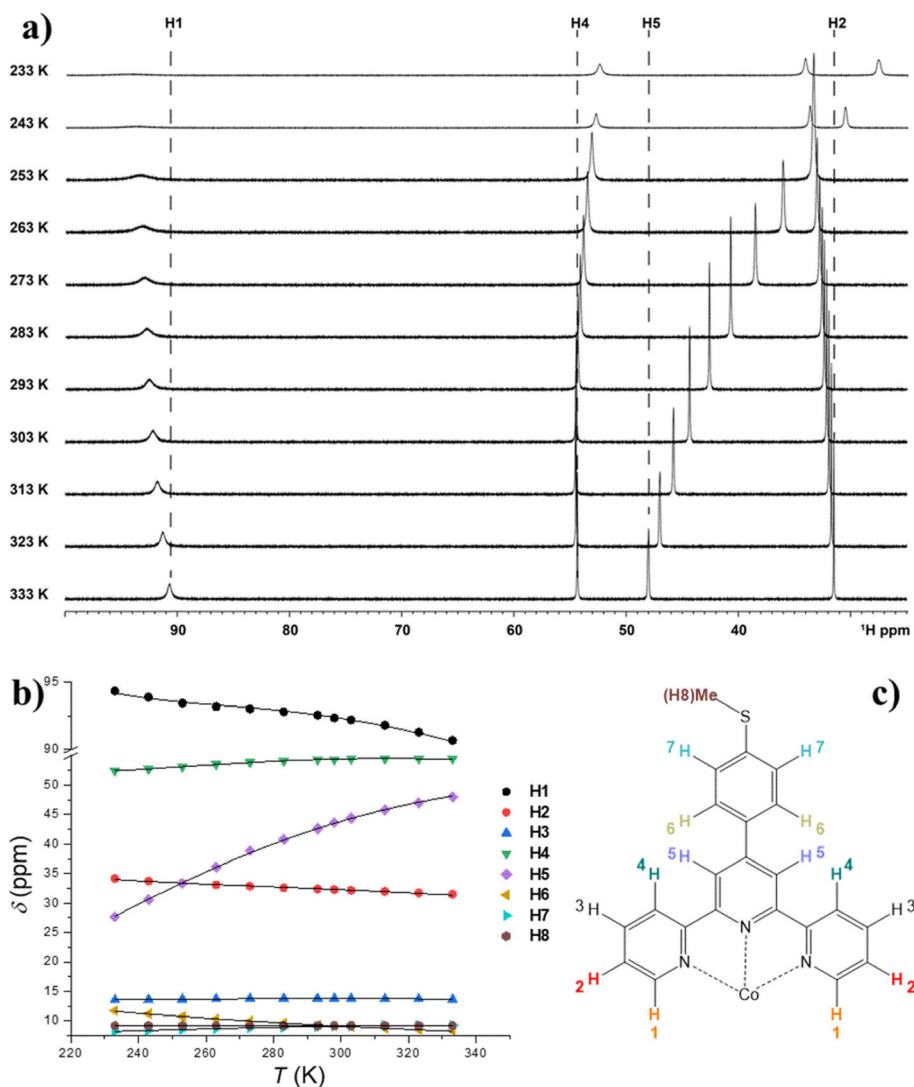 a)
H1 H4 H5 H2
233 K
243 K
253 K
263 K
273 K
283 K
293 K
303 K
313 K
323 K
333 K
90 80 70 60 50 40 ¹H ppm
b)
95
90
50
45
40
35
30
25
20
15
10
δ (ppm)
220 240 260 280 300 320 340
T (K)
H1
H2
H3
H4
H5
H6
H7
H8
c)
(H8)Me
S
7 H H 7
6 H H 6
5 H H 5
4 4
H H
3 H H 3
N
N N
2 H H 2
Co
H H
1 1